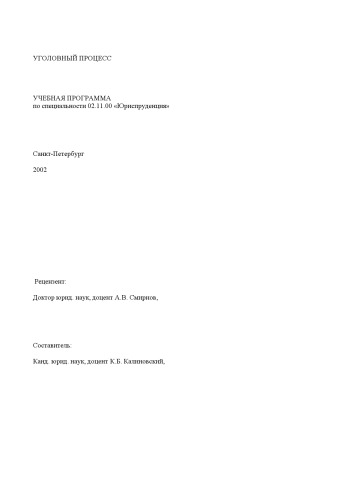 УГОЛОВНЫЙ ПРОЦЕСС
УЧЕБНАЯ ПРОГРАММА
по специальности 02.11.00 «Юриспруденция»
Санкт-Петербург
2002
Рецензент:
Доктор юрид. наук, доцент А.В. Смирнов,
Составитель:
Канд. юрид. наук, доцент К.Б. Калиновский,